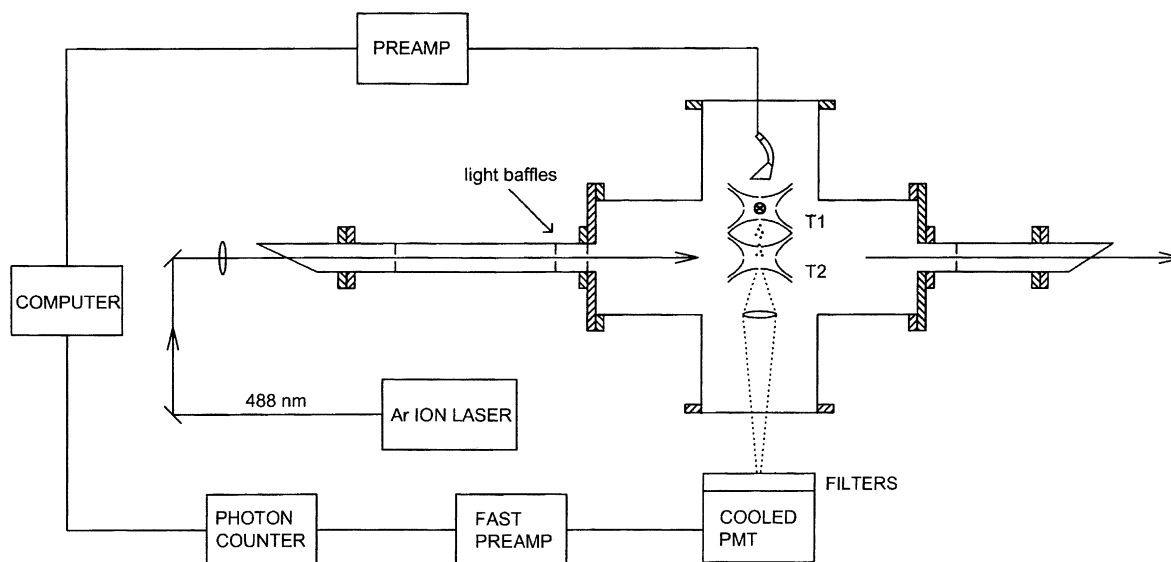 PREAMP
light baffles
T1
T2
COMPUTER
488 nm
Ar ION LASER
FILTERS
PHOTON
COUNTER
FAST
PREAMP
COOLED
PMT